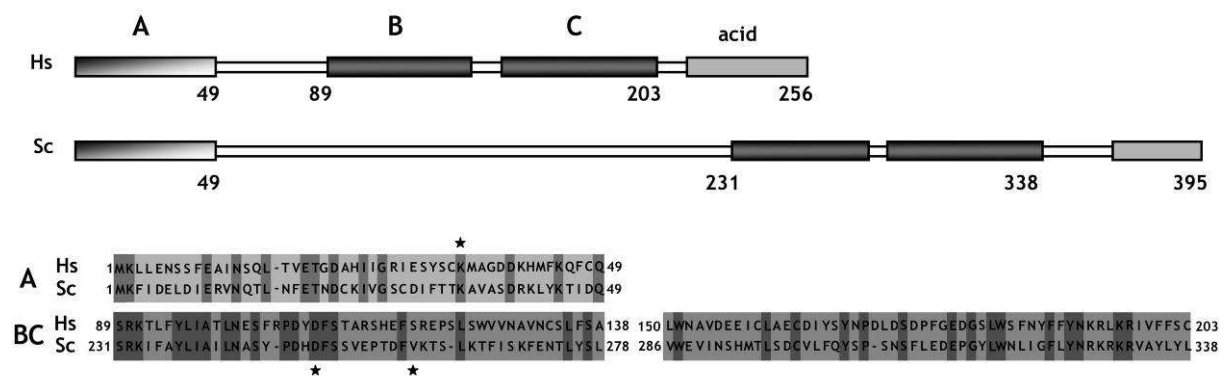 A B C acid
Hs
49 89 203 256
Sc
49 231 338 395
A Hs 1 MKLLENSSFEAINSQL-TVETGDAHIIGRIESYSCKMAGDDKHMFKQFCQ 49
Sc 1 MKFIDELDIERVNQTL-NFETNDCKIVGSCDIFTTKAVASDRKLYKTIDQ 49
BC Hs 89 SRKTLFYLIATLNESFRPDYDFSTARSHEFSREPSLSWVVNAVNCSLFSA 138 150 LWNAVDEEICLAECDIYSYNPDLDSDPFGEDGSLWSFNYFFYNKRLKRIVFFSC 203
Sc 231 SRKIFAYLIATLNASY-PDHDFSSVEPTDFVKTS-LKTFISKFENTLYSL 278 286 VWEVINSHMTLSDCVLFQYSP-SNSFLEDEPGYLWNLIGFLYNRKRKRVAYLYL 338